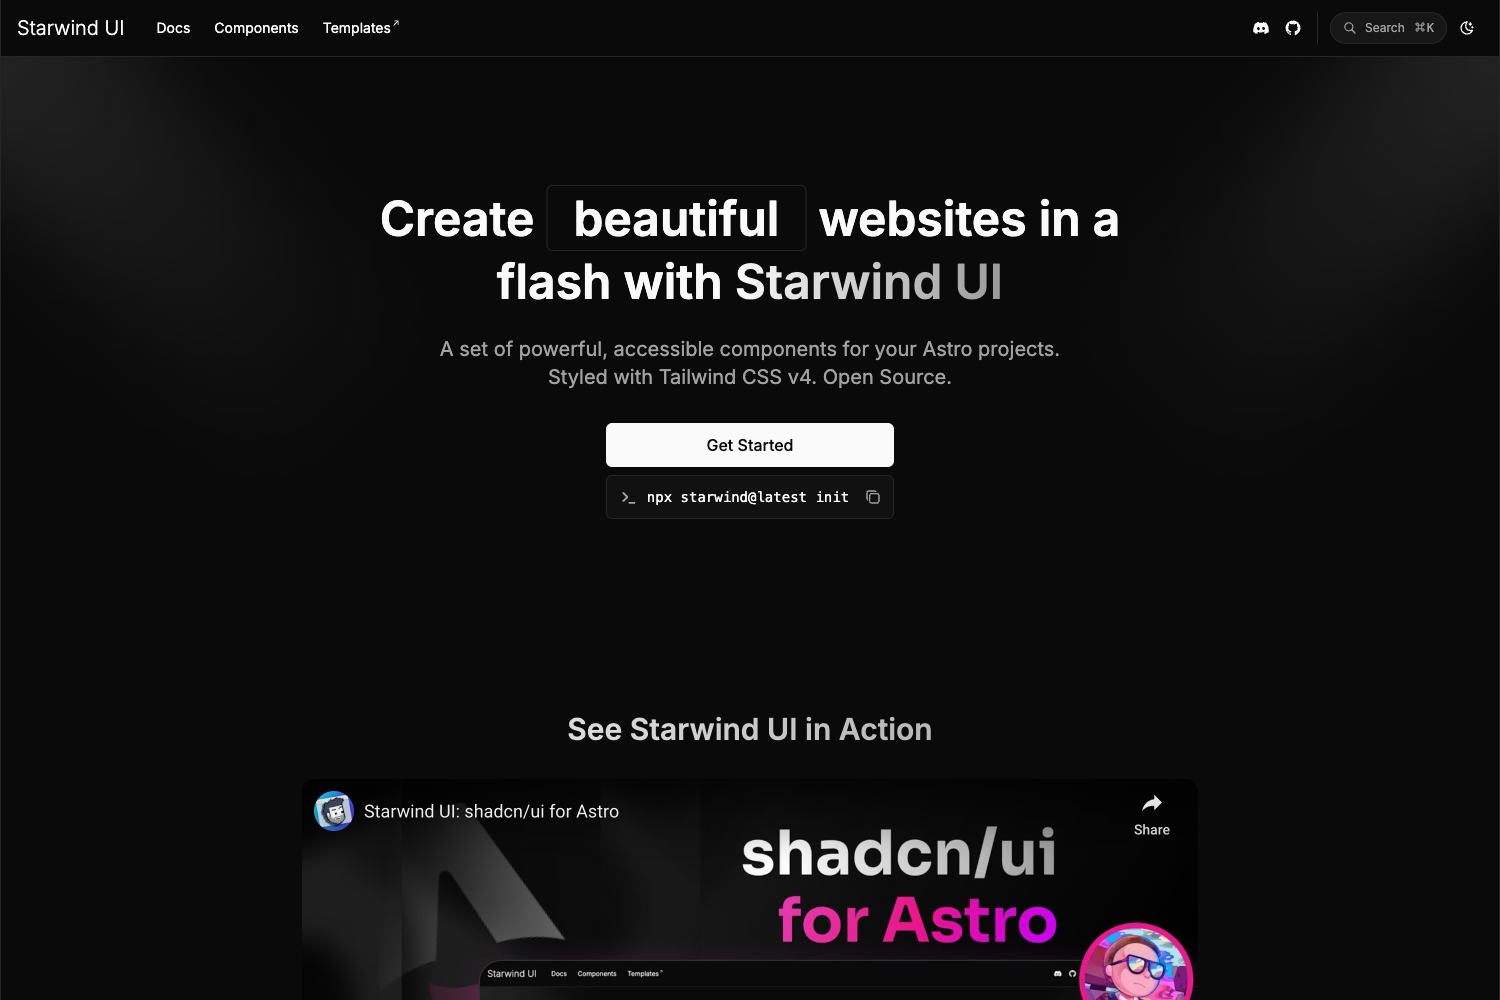 Starwind UI Docs Components Templates↗ Search ⌘K
Create beautiful websites in a
flash with Starwind UI
A set of powerful, accessible components for your Astro projects.
Styled with Tailwind CSS v4. Open Source.
Get Started
>_ npx starwind@latest init
See Starwind UI in Action
Starwind UI: shadcn/ui for Astro
Share
shadcn/ui
for Astro
Starwind UI Docs Components Templates↗